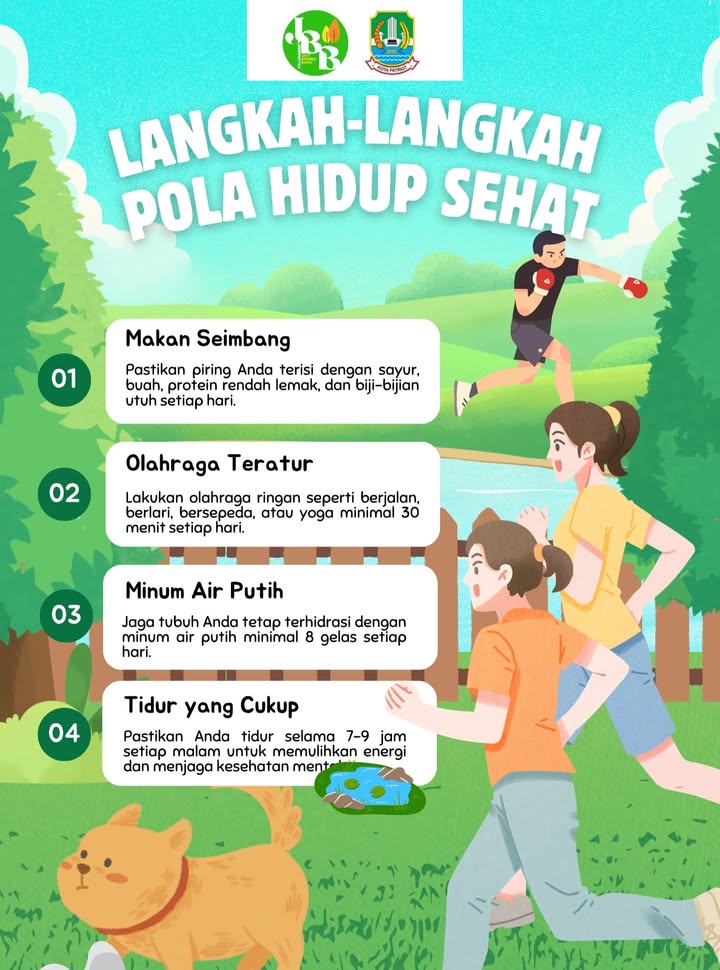 JBB
KOTA PATRIOT
LANGKAH-LANGKAH
POLA HIDUP SEHAT
01
Makan Seimbang
Pastikan piring Anda terisi dengan sayur,
buah, protein rendah lemak, dan biji-bijian
utuh setiap hari.
02
Olahraga Teratur
Lakukan olahraga ringan seperti berjalan,
berlari, bersepeda, atau yoga minimal 30
menit setiap hari.
03
Minum Air Putih
Jaga tubuh Anda tetap terhidrasi dengan
minum air putih minimal 8 gelas setiap
hari.
04
Tidur yang Cukup
Pastikan Anda tidur selama 7-9 jam
setiap malam untuk memulihkan energi
dan menjaga kesehatan